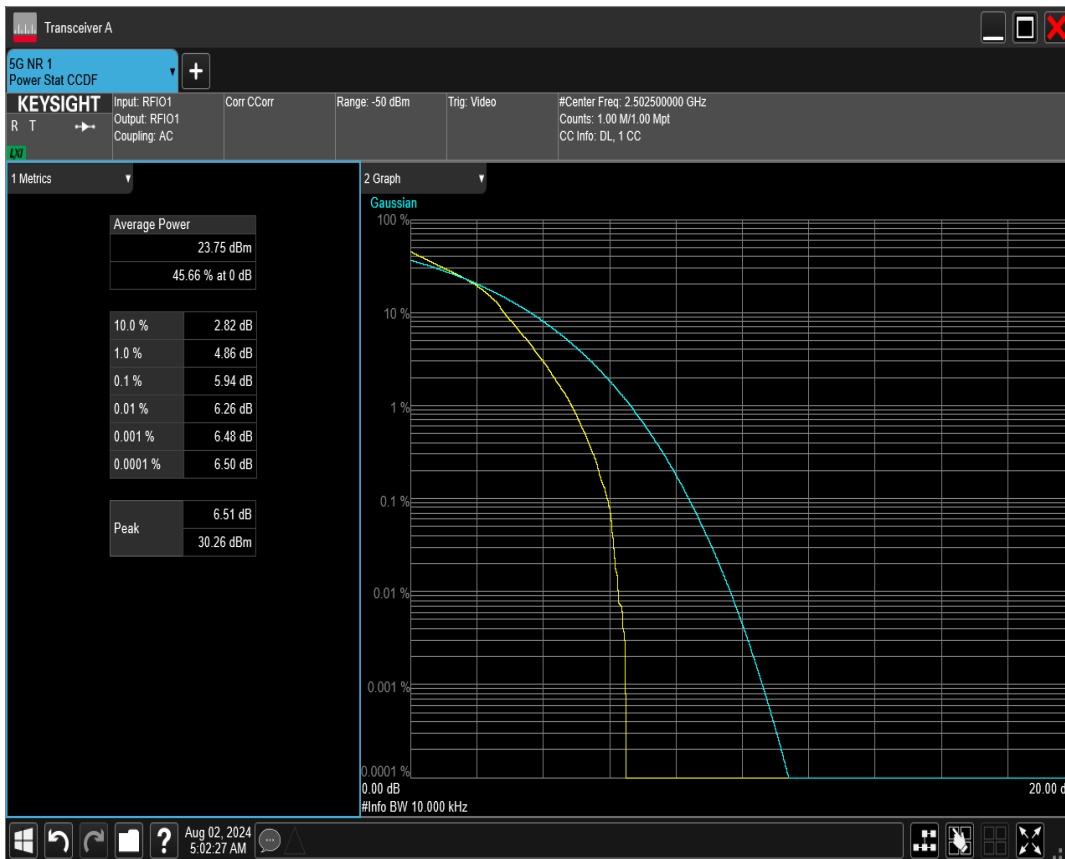 Transceiver A
5G NR 1
Power Stat CCDF
+
KEYSIGHT
R T
LXI
Input: RFIO1
Output: RFIO1
Coupling: AC
Corr CCorr
Range: -50 dBm
Trig: Video
#Center Freq: 2.502500000 GHz
Counts: 1.00 M/1.00 Mpt
CC Info: DL, 1 CC
1 Metrics
Average Power
23.75 dBm
45.66 % at 0 dB
10.0 % 2.82 dB
1.0 % 4.86 dB
0.1 % 5.94 dB
0.01 % 6.26 dB
0.001 % 6.48 dB
0.0001 % 6.50 dB
Peak
6.51 dB
30.26 dBm
2 Graph
Gaussian
100 %
10 %
1 %
0.1 %
0.01 %
0.001 %
0.0001 %
0.00 dB 20.00 d
#Info BW 10.000 kHz
?
Aug 02, 2024
5:02:27 AM